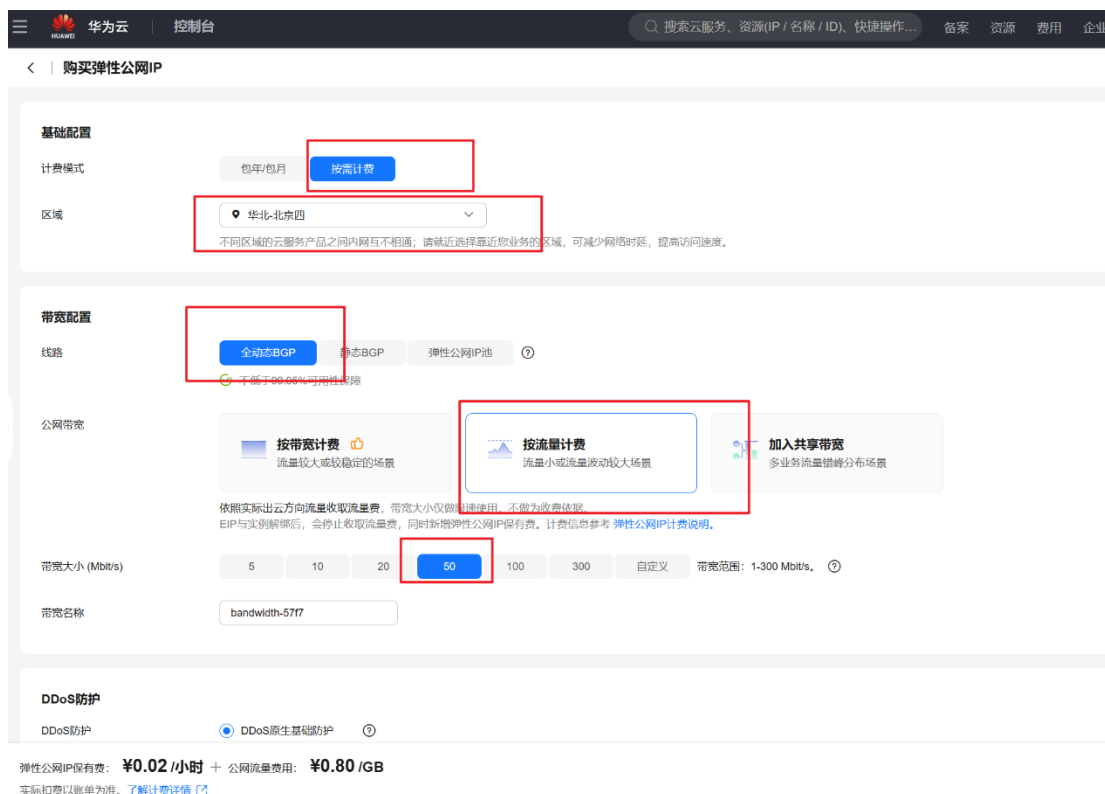 HUAWEI 华为云 控制台 搜索云服务、资源(IP / 名称 / ID)、快捷操作... 备案 资源 费用 企业
购买弹性公网IP
基础配置
计费模式 包年/包月 按需计费
区域 华北-北京四
不同区域的云服务产品之间内网互不相通；请就近选择靠近您业务的区域，可减少网络时延，提高访问速度。
带宽配置
线路 全动态BGP 静态BGP 弹性公网IP池
不低于99.95%可用性保障
公网带宽 按带宽计费 按流量计费 加入共享带宽
流量较大或较稳定的场景 流量小或流量波动较大场景 多业务流量错峰分布场景
依照实际出云方向流量收取流量费，带宽大小仅做限速使用，不做为收费依据。
EIP与实例解绑后，会停止收取流量费，同时新增弹性公网IP保有费。计费信息参考 弹性公网IP计费说明。
带宽大小 (Mbit/s) 5 10 20 50 100 300 自定义 带宽范围：1-300 Mbit/s。
带宽名称 bandwidth-57f7
DDoS防护
DDoS防护 DDoS原生基础防护
弹性公网IP保有费： ¥0.02 /小时 + 公网流量费用： ¥0.80 /GB
实际扣费以账单为准。 了解计费详情